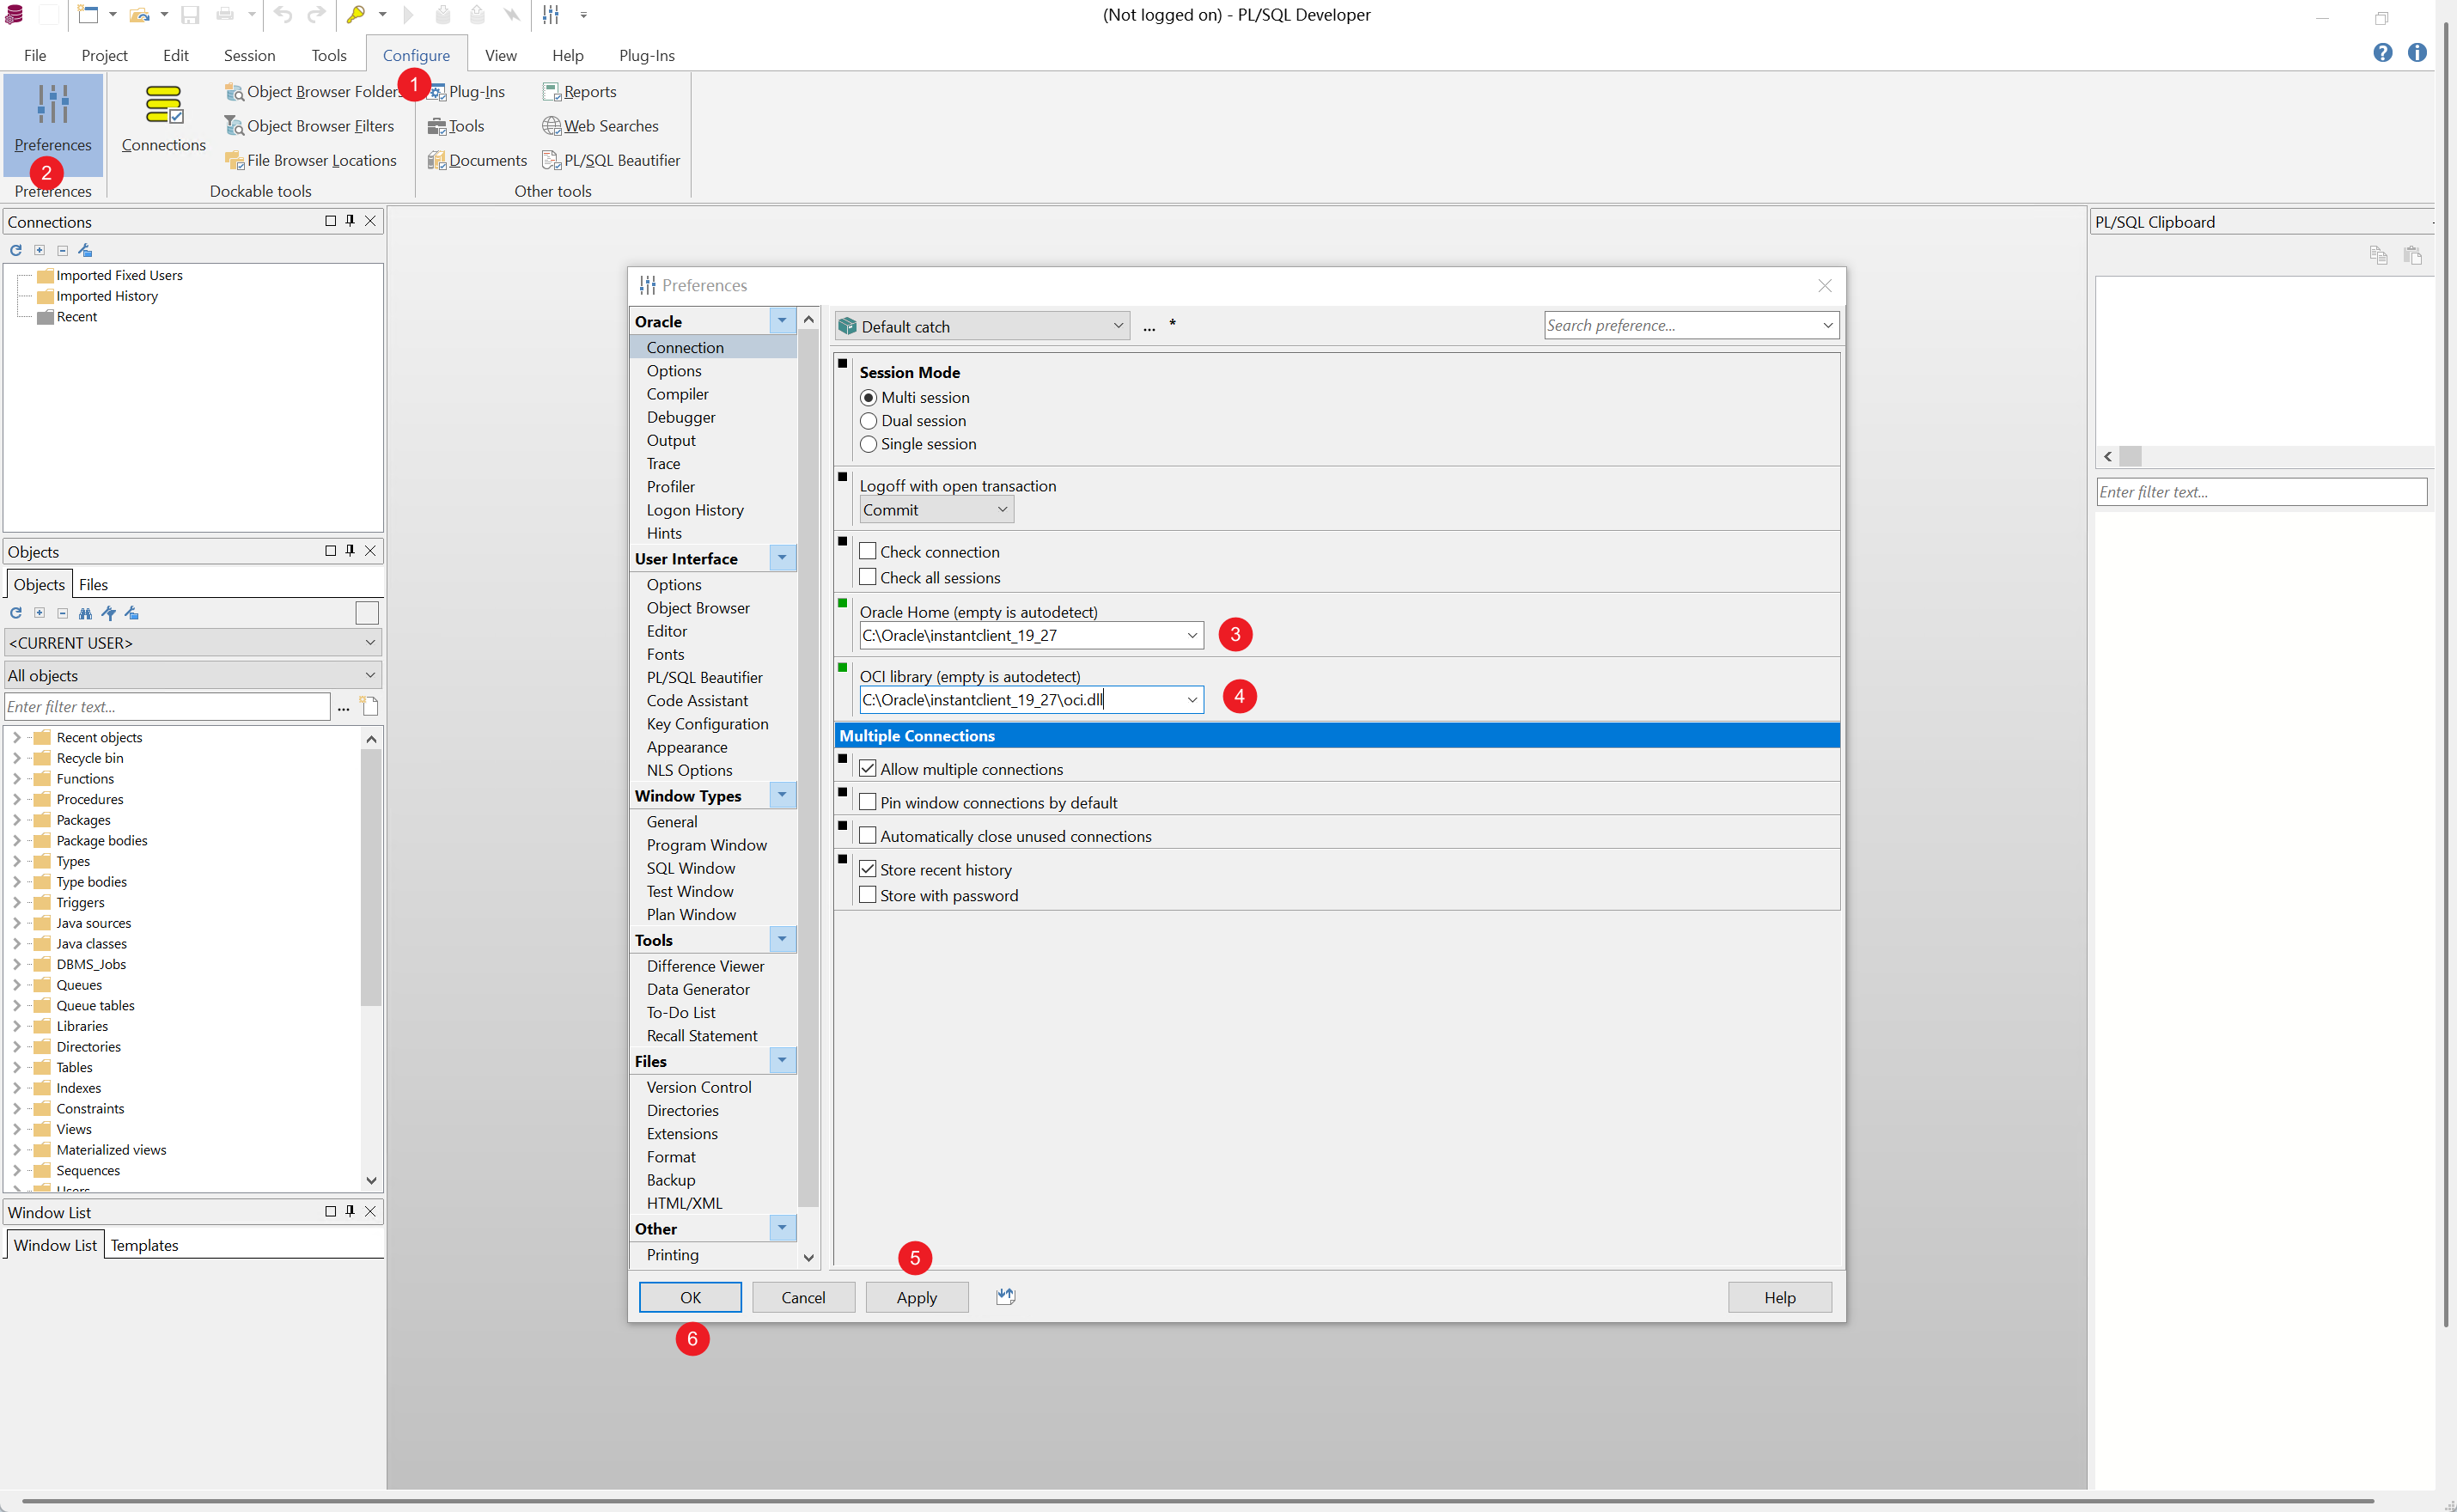 (Not logged on) - PL/SQL Developer
File
Project
Edit
Session
Tools
Configure
View
Help
Plug-Ins
1
Preferences
2
Preferences
Connections
Object Browser Folders
Object Browser Filters
File Browser Locations
Dockable tools
Plug-Ins
Tools
Documents
Reports
Web Searches
PL/SQL Beautifier
Other tools
Connections
Imported Fixed Users
Imported History
Recent
Objects
Objects
Files
<CURRENT USER>
All objects
Enter filter text...
Recent objects
Recycle bin
Functions
Procedures
Packages
Package bodies
Types
Type bodies
Triggers
Java sources
Java classes
DBMS_Jobs
Queues
Queue tables
Libraries
Directories
Tables
Indexes
Constraints
Views
Materialized views
Sequences
Users
Window List
Window List
Templates
Preferences
Oracle
Connection
Options
Compiler
Debugger
Output
Trace
Profiler
Logon History
Hints
User Interface
Options
Object Browser
Editor
Fonts
PL/SQL Beautifier
Code Assistant
Key Configuration
Appearance
NLS Options
Window Types
General
Program Window
SQL Window
Test Window
Plan Window
Tools
Difference Viewer
Data Generator
To-Do List
Recall Statement
Files
Version Control
Directories
Extensions
Format
Backup
HTML/XML
Other
Printing
Default catch
... *
Search preference...
Session Mode
Multi session
Dual session
Single session
Logoff with open transaction
Commit
Check connection
Check all sessions
Oracle Home (empty is autodetect)
C:\Oracle\instantclient_19_27
3
OCI library (empty is autodetect)
C:\Oracle\instantclient_19_27\oci.dll
4
Multiple Connections
Allow multiple connections
Pin window connections by default
Automatically close unused connections
Store recent history
Store with password
5
OK
Cancel
Apply
Help
6
PL/SQL Clipboard
Enter filter text...